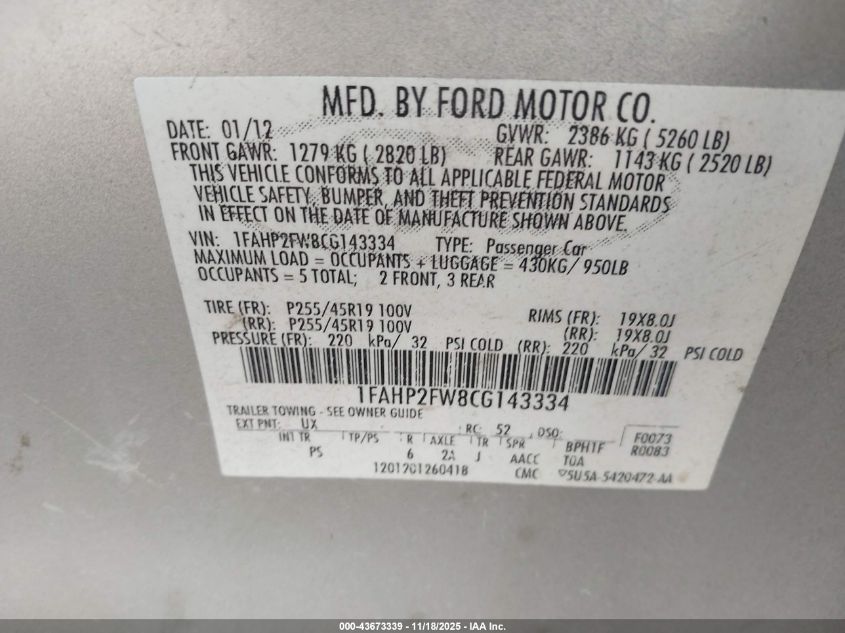 MFD. BY FORD MOTOR CO.
DATE: 01/12 GVWR: 2386 KG ( 5260 LB)
FRONT GAWR: 1279 KG ( 2820 LB) REAR GAWR: 1143 KG ( 2520 LB)
THIS VEHICLE CONFORMS TO ALL APPLICABLE FEDERAL MOTOR
VEHICLE SAFETY, BUMPER, AND THEFT PREVENTION STANDARDS
IN EFFECT ON THE DATE OF MANUFACTURE SHOWN ABOVE.
VIN: 1FAHP2FW8CG143334 TYPE: Passenger Car
MAXIMUM LOAD = OCCUPANTS + LUGGAGE = 430KG/ 950LB
OCCUPANTS = 5 TOTAL; 2 FRONT, 3 REAR
TIRE (FR): P255/45R19 100V RIMS (FR): 19X8.0J
(RR): P255/45R19 100V (RR): 19X8.0J
PRESSURE (FR): 220 kPa/ 32 PSI COLD (RR): 220 kPa/ 32 PSI COLD
1FAHP2FW8CG143334
TRAILER TOWING - SEE OWNER GUIDE
EXT PNT: UX RC: 52 DSO: F0073
INT TR TP/PS R AXLE TR SPR BPH1F R0083
PS 6 2A J AACC TOA
1201201260418 CMC 5U5A-5420472-AA
000-43673339 - 11/18/2025 - IAA Inc.